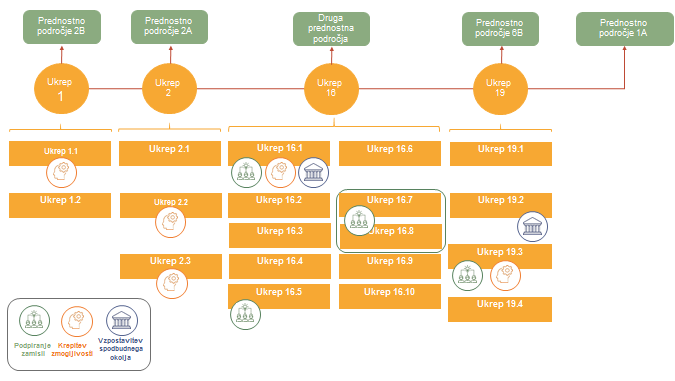 Prednostno
področje 2B
Prednostno
področje 2A
Druga
prednostna
področja
Prednostno
področje 6B
Prednostno
področje 1A
Ukrep
1
Ukrep
2
Ukrep
16
Ukrep
19
Ukrep 1.1
Ukrep 1.2
Ukrep 2.1
Ukrep 2.2
Ukrep 2.3
Ukrep 16.1
Ukrep 16.2
Ukrep 16.3
Ukrep 16.4
Ukrep 16.5
Ukrep 16.6
Ukrep 16.7
Ukrep 16.8
Ukrep 16.9
Ukrep 16.10
Ukrep 19.1
Ukrep 19.2
Ukrep 19.3
Ukrep 19.4
Podpiranje
zamisli
Krepitev
zmogljivosti
Vzpostavitev
spodbudnega
okolja